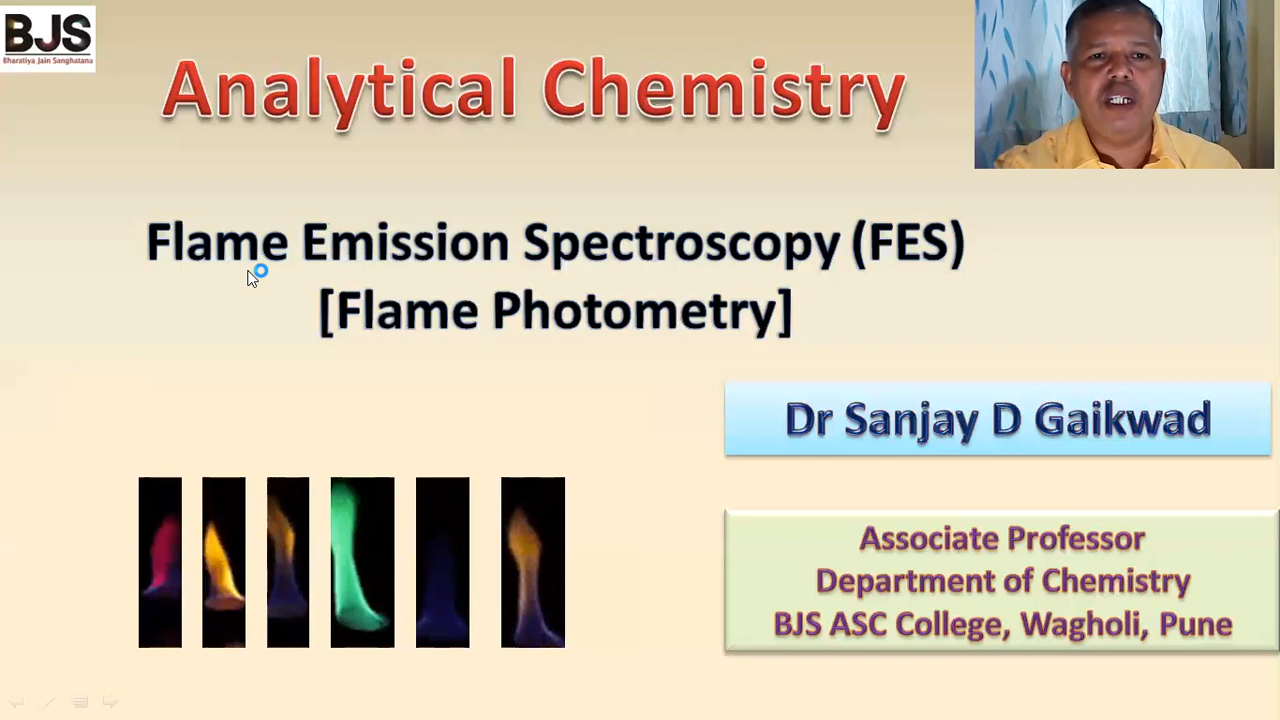 BJS
Bharatiya Jain Sanghatana
Analytical Chemistry
Flame Emission Spectroscopy (FES)
[Flame Photometry]
Dr Sanjay D Gaikwad
Associate Professor
Department of Chemistry
BJS ASC College, Wagholi, Pune